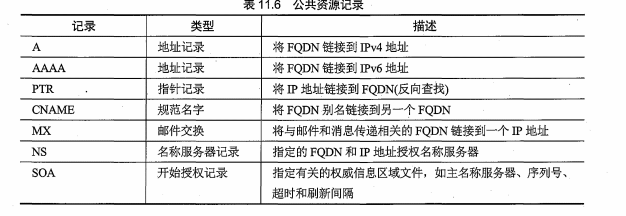 表 11.6 公共资源记录
记录 类型 描述
A 地址记录 将 FQDN 链接到 IPv4 地址
AAAA 地址记录 将 FQDN 链接到 IPv6 地址
PTR 指针记录 将 IP 地址链接到 FQDN(反向查找)
CNAME 规范名字 将 FQDN 别名链接到另一个 FQDN
MX 邮件交换 将与邮件和消息传递相关的 FQDN 链接到一个 IP 地址
NS 名称服务器记录 指定的 FQDN 和 IP 地址授权名称服务器
SOA 开始授权记录 指定有关的权威信息区域文件，如主名称服务器、序列号、
超时和刷新间隔